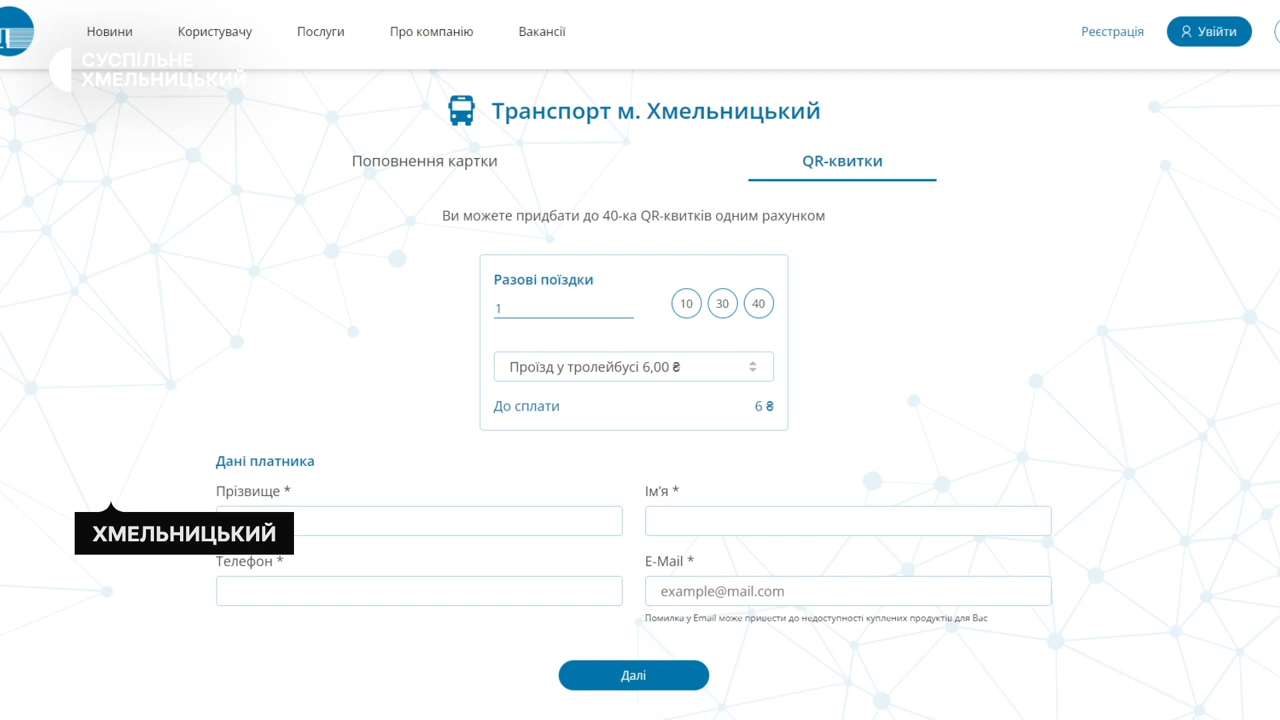 Новини Користувачу Послуги Про компанію Вакансії Реєстрація Увійти
СУСПІЛЬНЕ
ХМЕЛЬНИЦЬКИЙ
Транспорт м. Хмельницький
Поповнення картки QR-квитки
Ви можете придбати до 40-ка QR-квитків одним рахунком
Разові поїздки
1 10 30 40
Проїзд у тролейбусі 6,00 ₴
До сплати 6 ₴
Дані платника
Прізвище * Ім'я *
ХМЕЛЬНИЦЬКИЙ
Телефон * E-Mail *
example@mail.com
Помилка у Email може привести до недоступності куплених продуктів для Вас
Далі